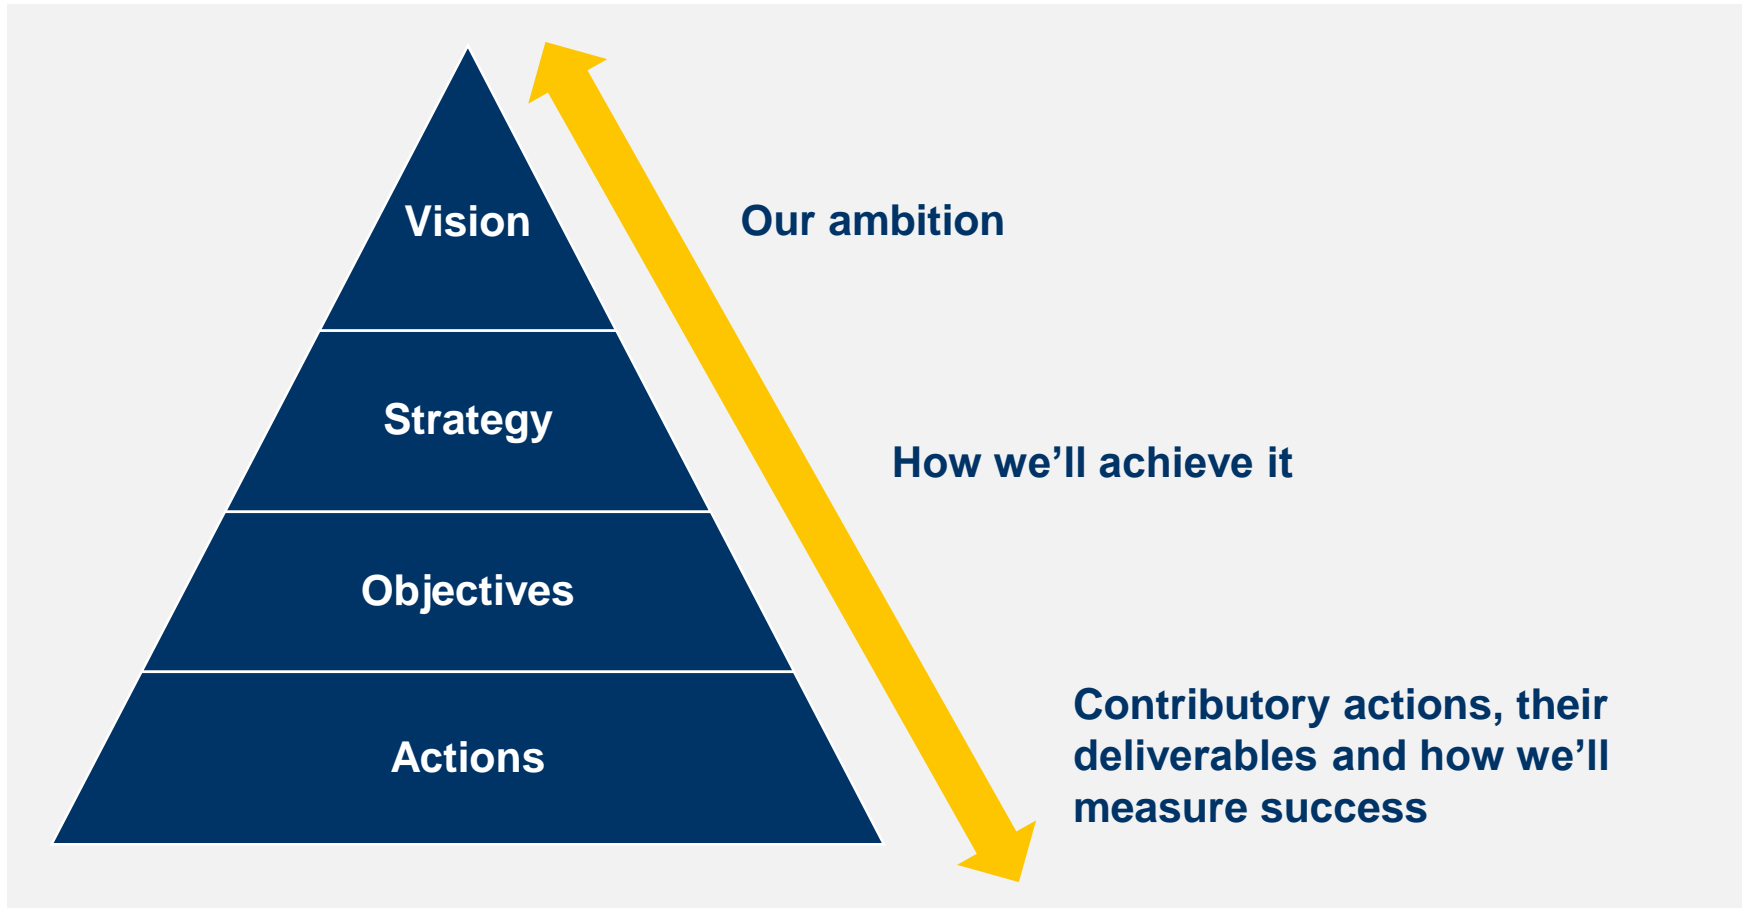 Vision
Our ambition
Strategy
How we’ll achieve it
Objectives
Actions
Contributory actions, their
deliverables and how we’ll
measure success